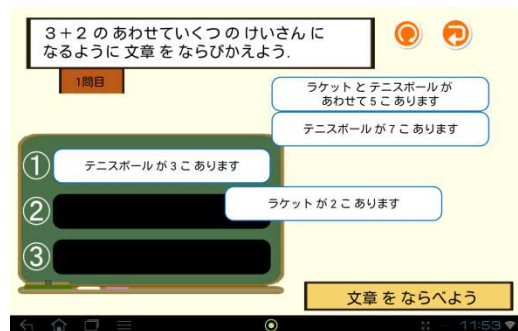 ３＋２ の あわせていくつ の けいさん に
なるように 文章 を ならびかえよう.
1問目
ラケット と テニスボール が
あわせて 5 こ あります
テニスボール が 7 こ あります
① テニスボール が 3 こ あります
② ラケット が 2 こ あります
③
文章 を ならべよう
11:53